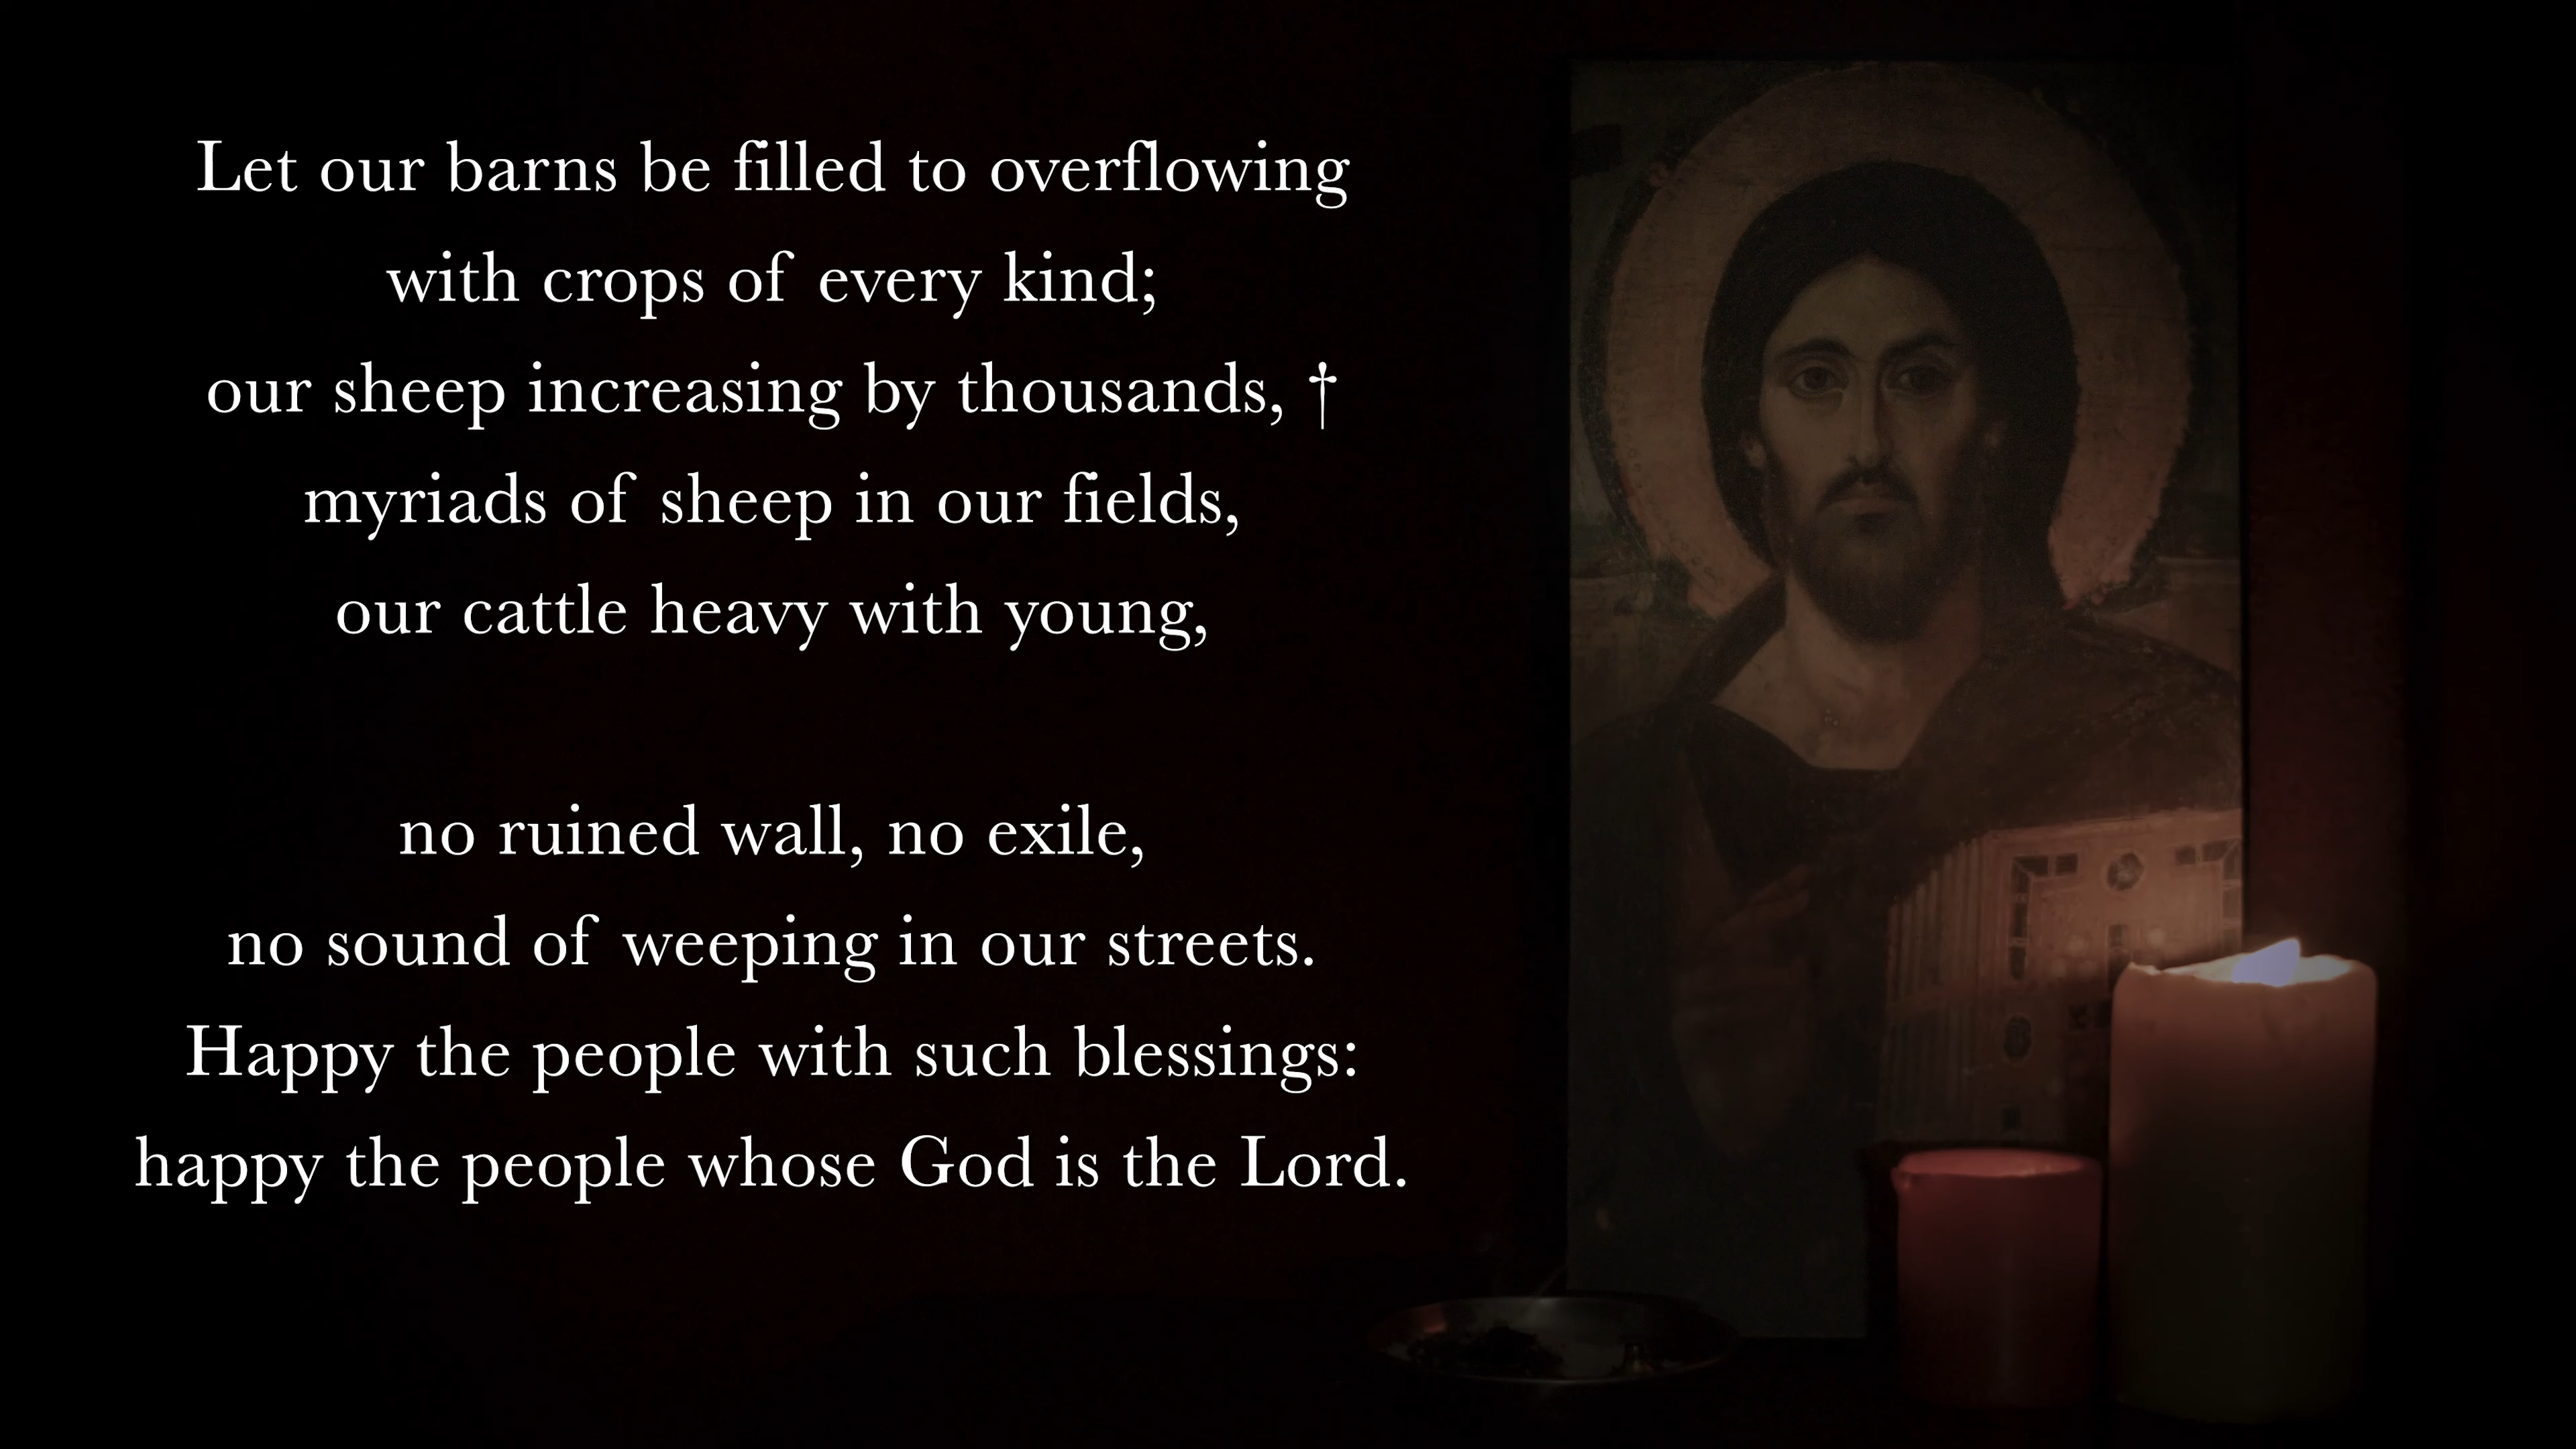 Let our barns be filled to overflowing
with crops of every kind;
our sheep increasing by thousands, †
myriads of sheep in our fields,
our cattle heavy with young,
no ruined wall, no exile,
no sound of weeping in our streets.
Happy the people with such blessings:
happy the people whose God is the Lord.